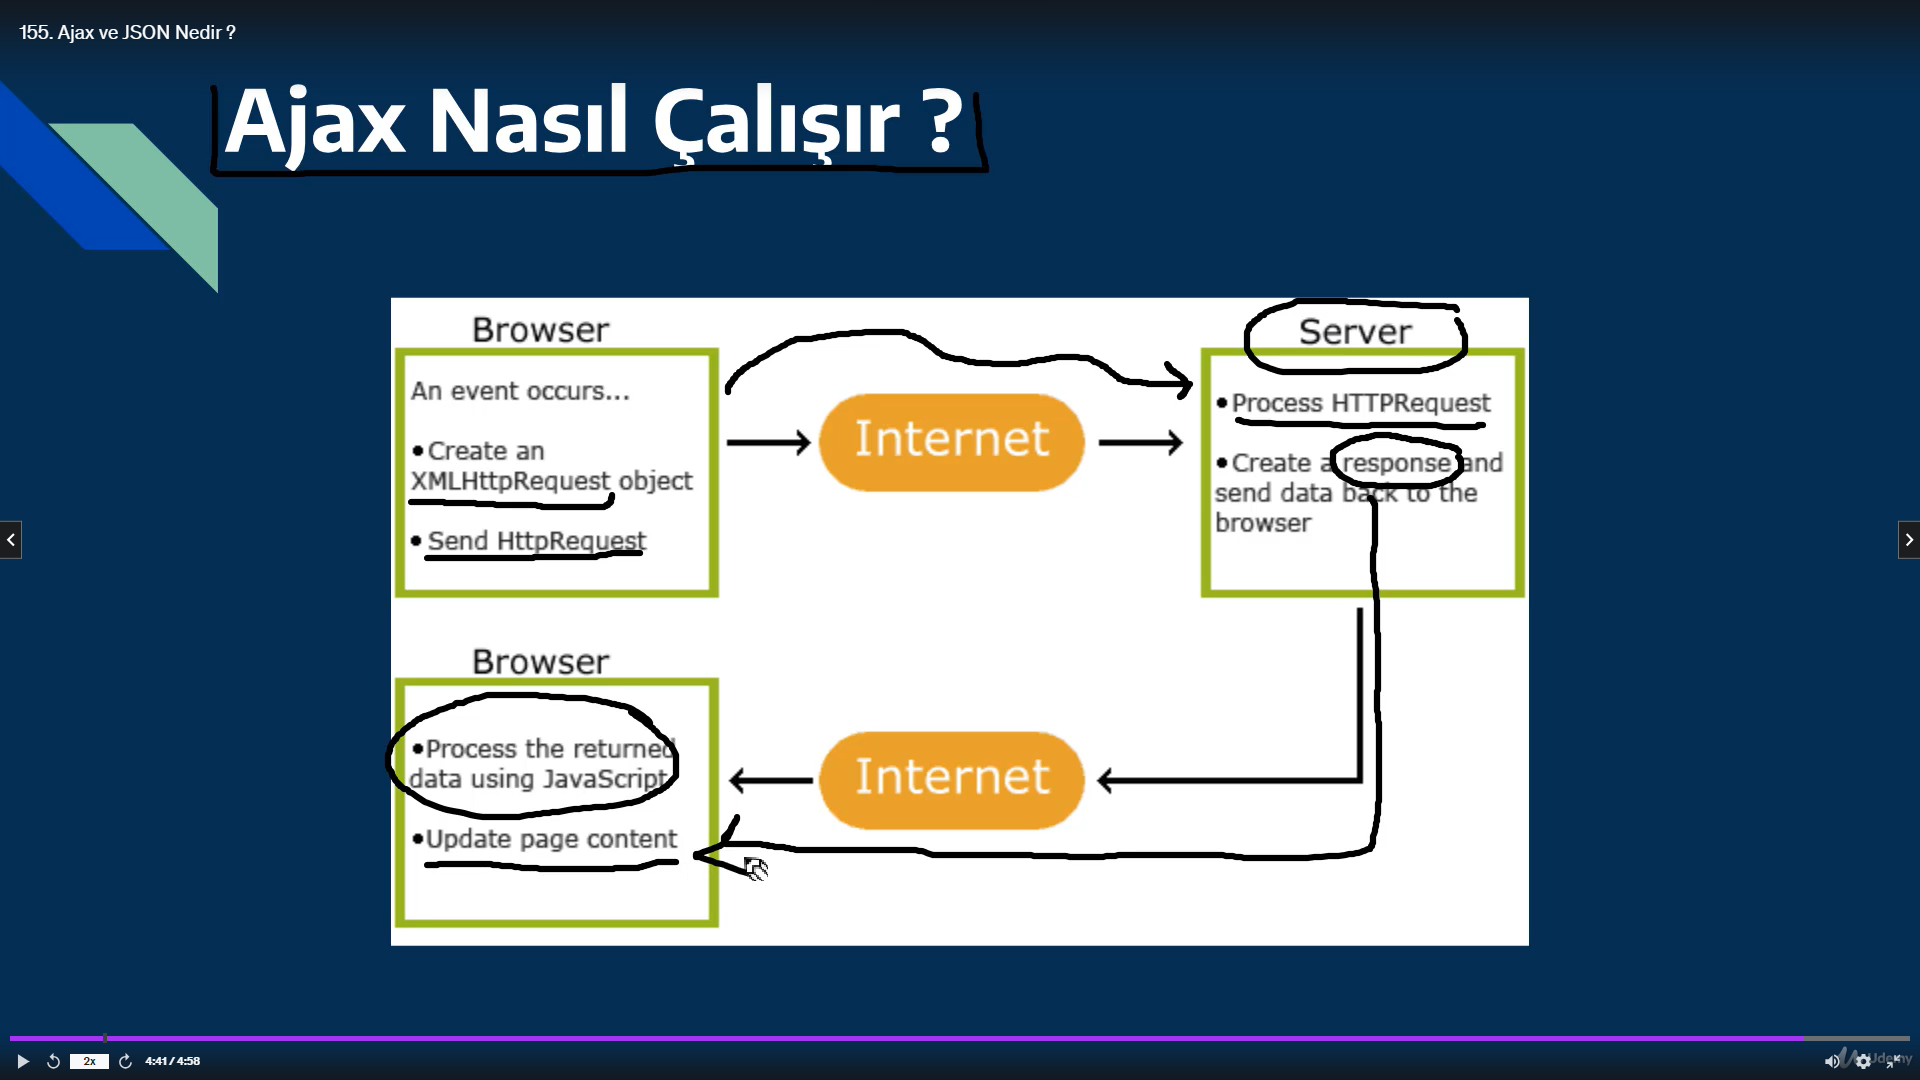 155. Ajax ve JSON Nedir ?
Ajax Nasıl Çalışır ?
Browser
An event occurs...
•Create an
XMLHttpRequest object
• Send HttpRequest
Internet
Server
•Process HTTPRequest
•Create a response and
send data back to the
browser
Browser
•Process the returned
data using JavaScript
•Update page content
Internet
2x
4:41 / 4:58
Udemy